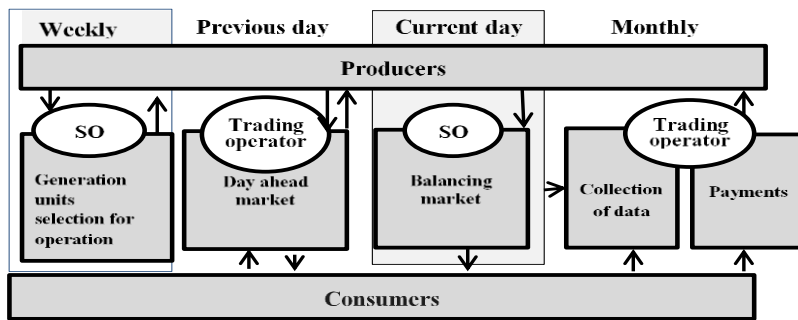 Weekly
Previous day
Current day
Monthly
Producers
SO
Trading
operator
SO
Trading
operator
Generation
units
selection for
operation
Day ahead
market
Balancing
market
Collection
of data
Payments
Consumers